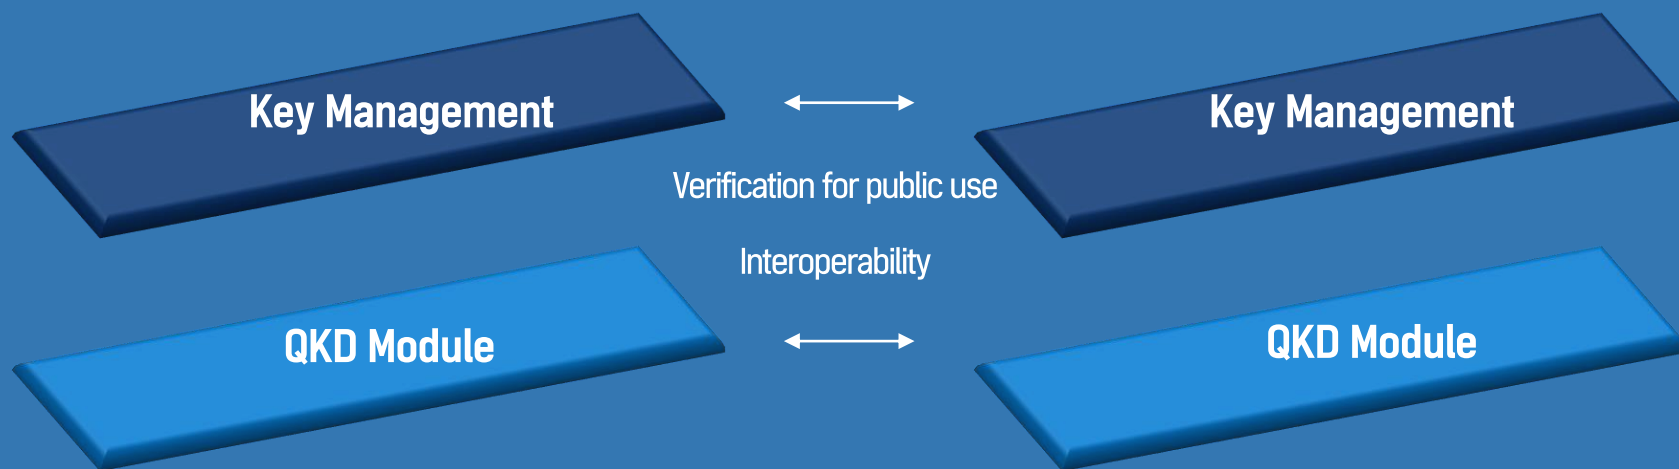 Key Management
Key Management
Verification for public use
Interoperability
QKD Module
QKD Module